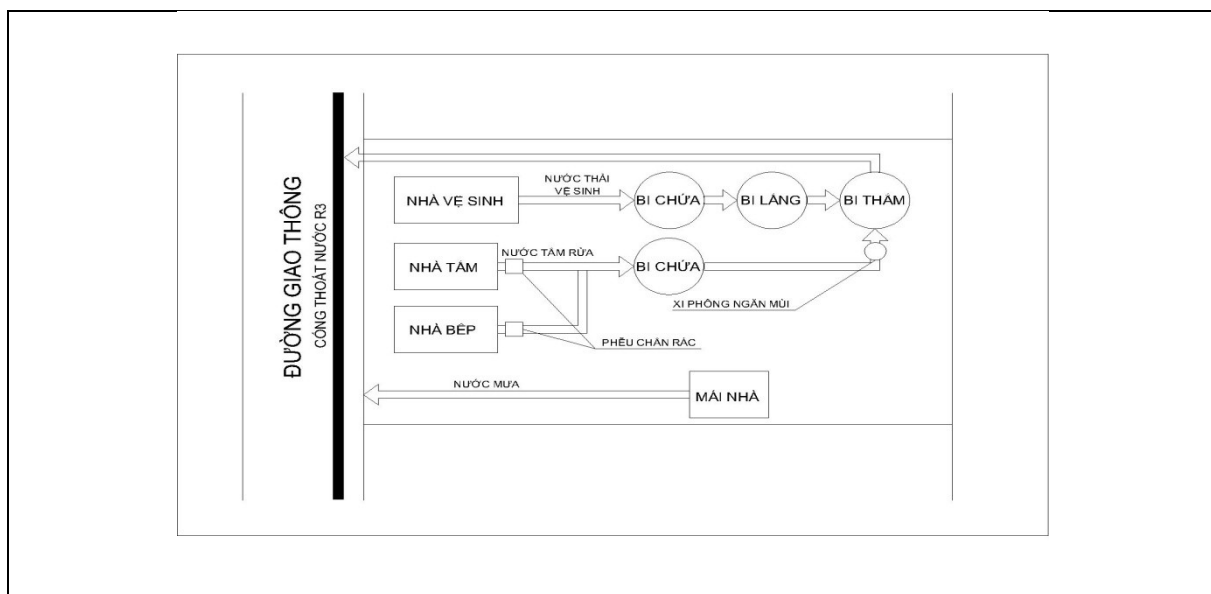 ĐƯỜNG GIAO THÔNG
CỐNG THOÁT NƯỚC R3
NHÀ VỆ SINH
NƯỚC THẢI
VỆ SINH
BI CHỨA
BI LẮNG
BI THẤM
NHÀ TẮM
NƯỚC TẮM RỬA
BI CHỨA
XI PHÔNG NGĂN MÙI
NHÀ BẾP
PHỄU CHẮN RÁC
NƯỚC MƯA
MÁI NHÀ